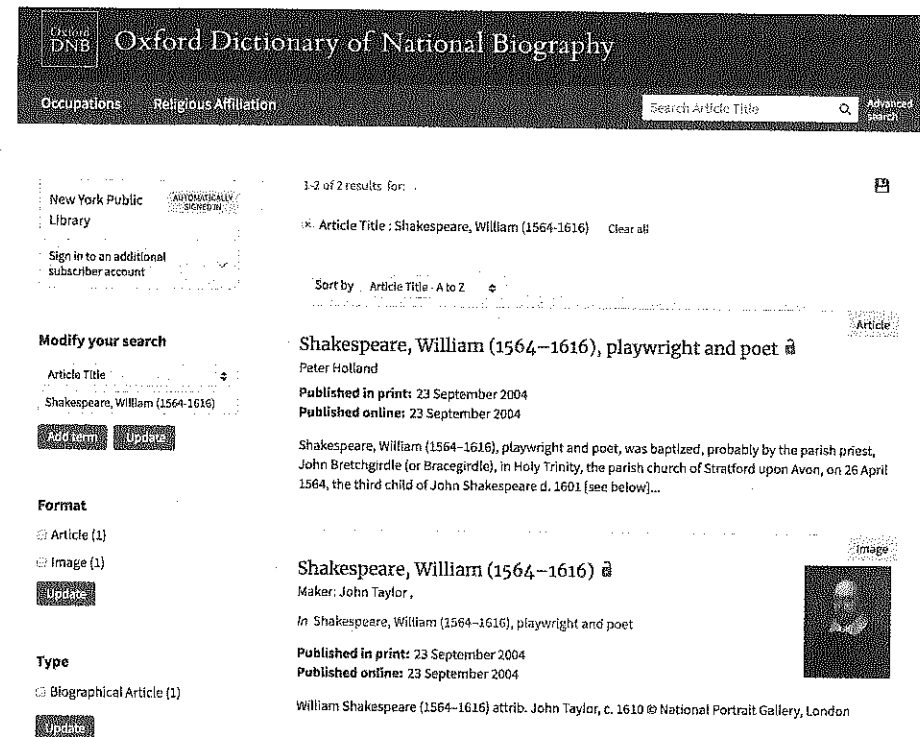 Oxford
DNB
Oxford Dictionary of National Biography
Occupations Religious Affiliation
Search Article Title
Advanced
search
New York Public
Library
AUTOMATICALLY
SIGNED IN
Sign in to an additional
subscriber account
Modify your search
Article Title
Shakespeare, William (1564-1616)
Add term Update
Format
Article (1)
Image (1)
Update
Type
Biographical Article (1)
Update
1-2 of 2 results for:
× Article Title : Shakespeare, William (1564-1616) Clear all
Sort by Article Title - A to Z
Article
Shakespeare, William (1564–1616), playwright and poet
Peter Holland
Published in print: 23 September 2004
Published online: 23 September 2004
Shakespeare, William (1564–1616), playwright and poet, was baptized, probably by the parish priest,
John Bretchgirdle (or Bracegirdle), in Holy Trinity, the parish church of Stratford upon Avon, on 26 April
1564, the third child of John Shakespeare d. 1601 [see below]...
Image
Shakespeare, William (1564–1616)
Maker: John Taylor ,
In Shakespeare, William (1564–1616), playwright and poet
Published in print: 23 September 2004
Published online: 23 September 2004
William Shakespeare (1564–1616) attrib. John Taylor, c. 1610 © National Portrait Gallery, London